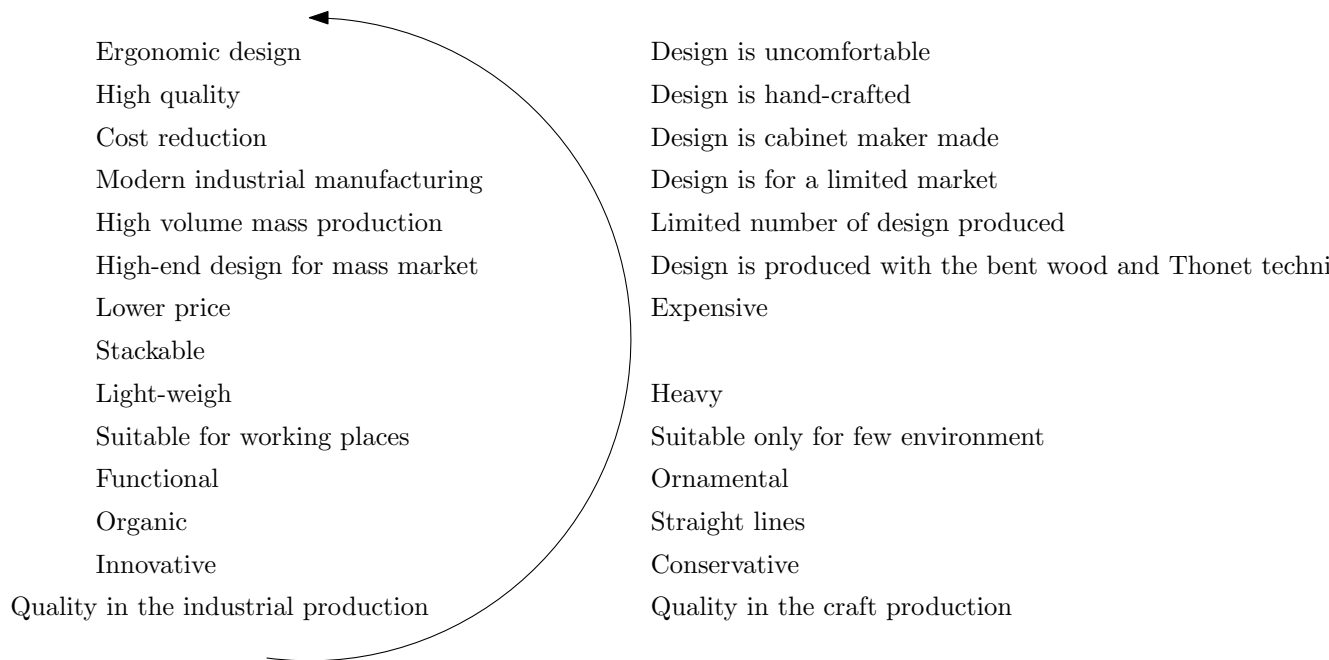 Ergonomic design
High quality
Cost reduction
Modern industrial manufacturing
High volume mass production
High-end design for mass market
Lower price
Stackable
Light-weigh
Suitable for working places
Functional
Organic
Innovative
Quality in the industrial production
Design is uncomfortable
Design is hand-crafted
Design is cabinet maker made
Design is for a limited market
Limited number of design produced
Design is produced with the bent wood and Thonet techni
Expensive
Heavy
Suitable only for few environment
Ornamental
Straight lines
Conservative
Quality in the craft production